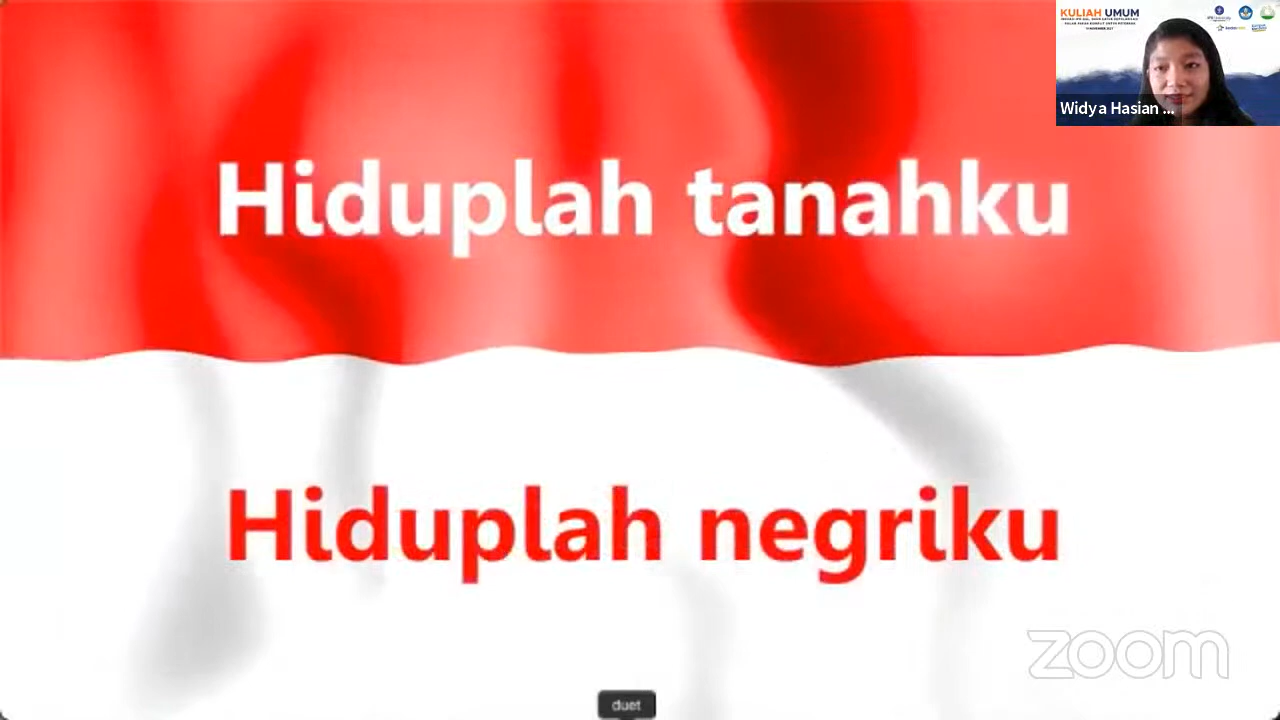 KULIAH UMUM
Widya Hasian ...
Hiduplah tanahku
Hiduplah negriku
zoom
duet